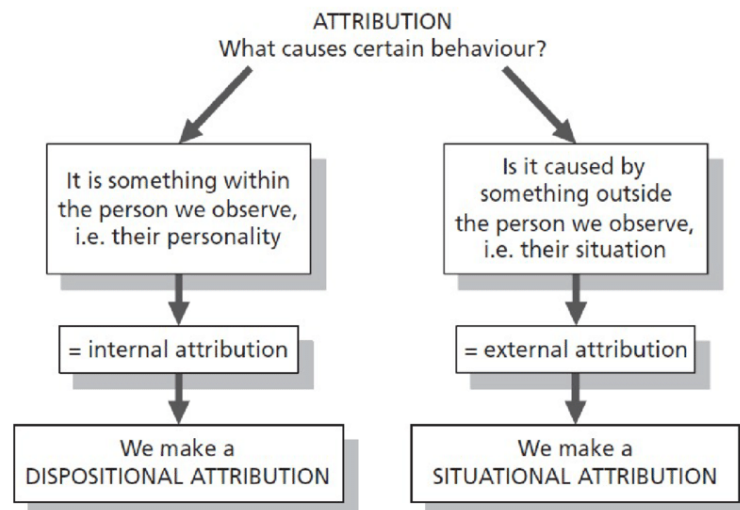 ATTRIBUTION
What causes certain behaviour?
It is something within
the person we observe,
i.e. their personality
Is it caused by
something outside
the person we observe,
i.e. their situation
= internal attribution
= external attribution
We make a
DISPOSITIONAL ATTRIBUTION
We make a
SITUATIONAL ATTRIBUTION